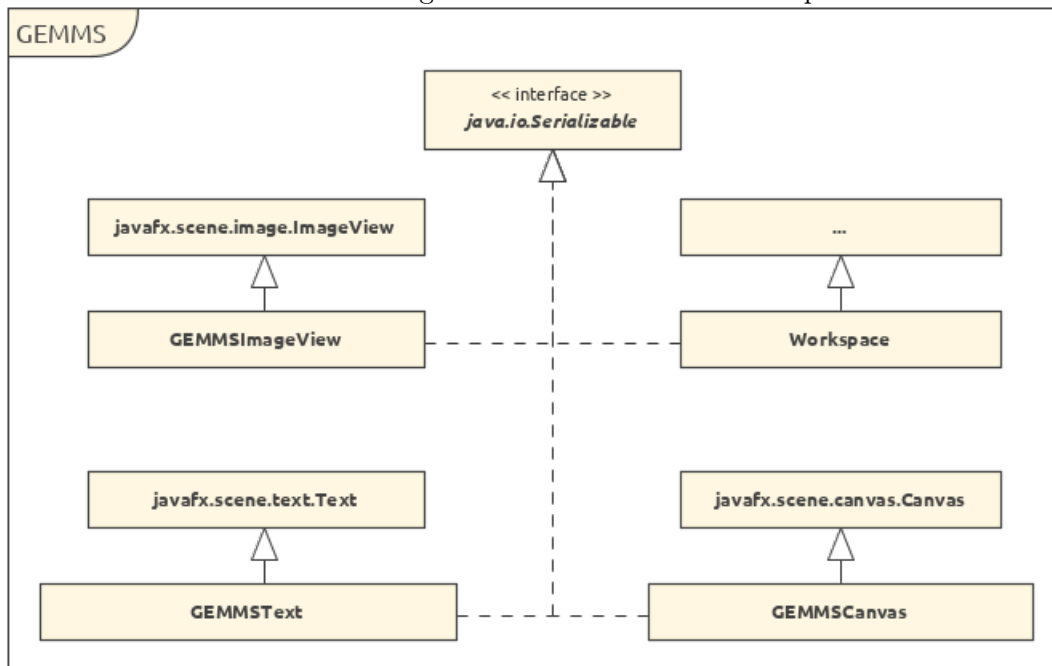 GEMMS
<< interface >>
java.io.Serializable
javafx.scene.image.ImageView
...
GEMMSImageView
Workspace
javafx.scene.text.Text
javafx.scene.canvas.Canvas
GEMMSText
GEMMSCanvas